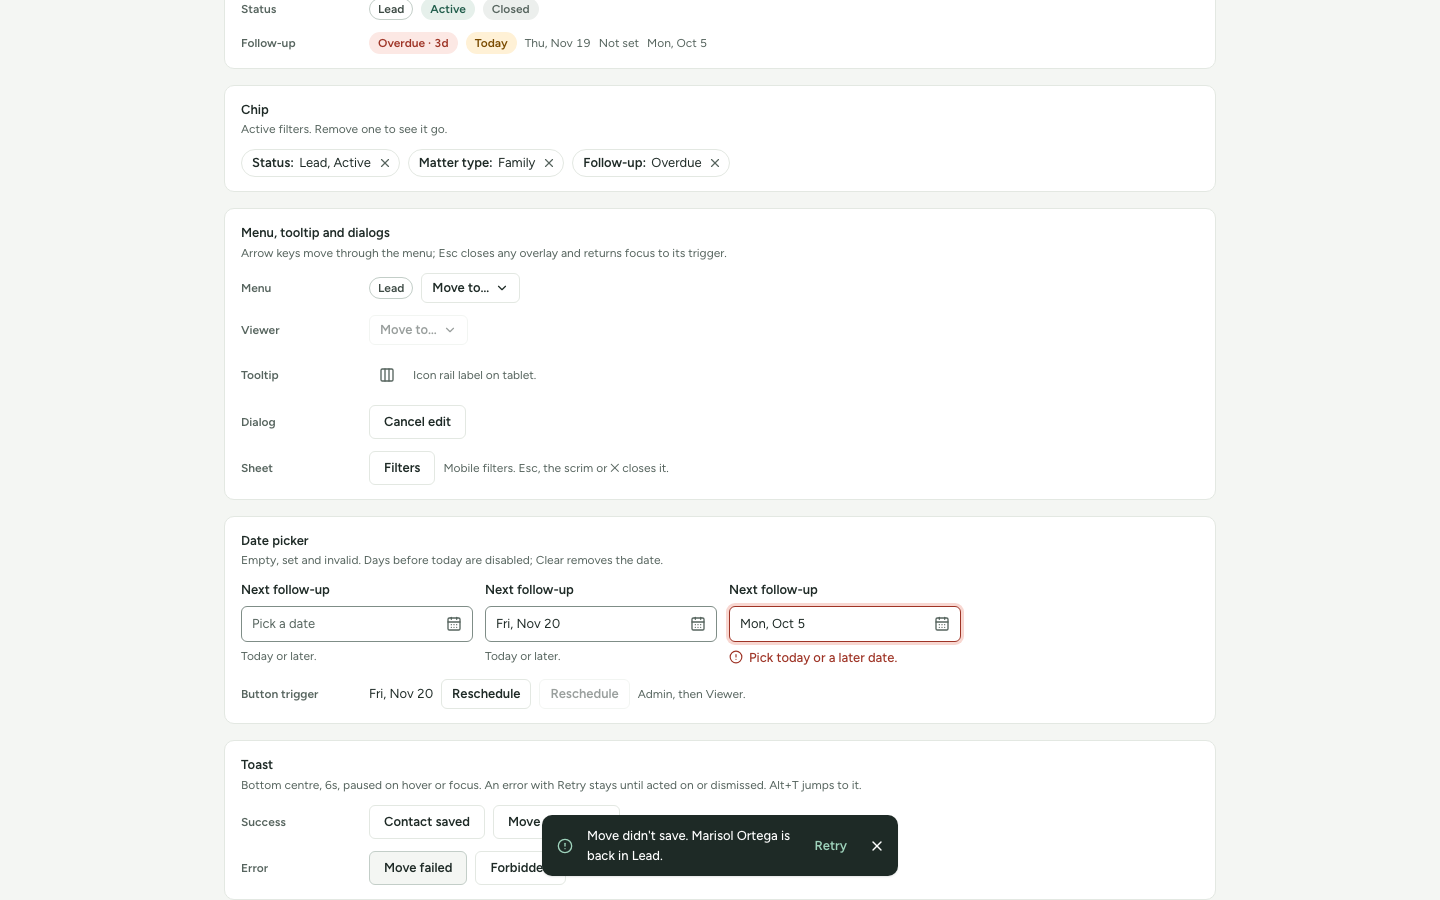 Status Lead Active Closed
Follow-up Overdue · 3d Today Thu, Nov 19 Not set Mon, Oct 5
Chip
Active filters. Remove one to see it go.
Status: Lead, Active Matter type: Family Follow-up: Overdue
Menu, tooltip and dialogs
Arrow keys move through the menu; Esc closes any overlay and returns focus to its trigger.
Menu Lead Move to...
Viewer Move to...
Tooltip Icon rail label on tablet.
Dialog Cancel edit
Sheet Filters Mobile filters. Esc, the scrim or ✕ closes it.
Date picker
Empty, set and invalid. Days before today are disabled; Clear removes the date.
Next follow-up Next follow-up Next follow-up
Pick a date Fri, Nov 20 Mon, Oct 5
Today or later. Today or later. Pick today or a later date.
Button trigger Fri, Nov 20 Reschedule Reschedule Admin, then Viewer.
Toast
Bottom centre, 6s, paused on hover or focus. An error with Retry stays until acted on or dismissed. Alt+T jumps to it.
Success Contact saved Move
Move didn't save. Marisol Ortega is
back in Lead.
Retry
Error Move failed